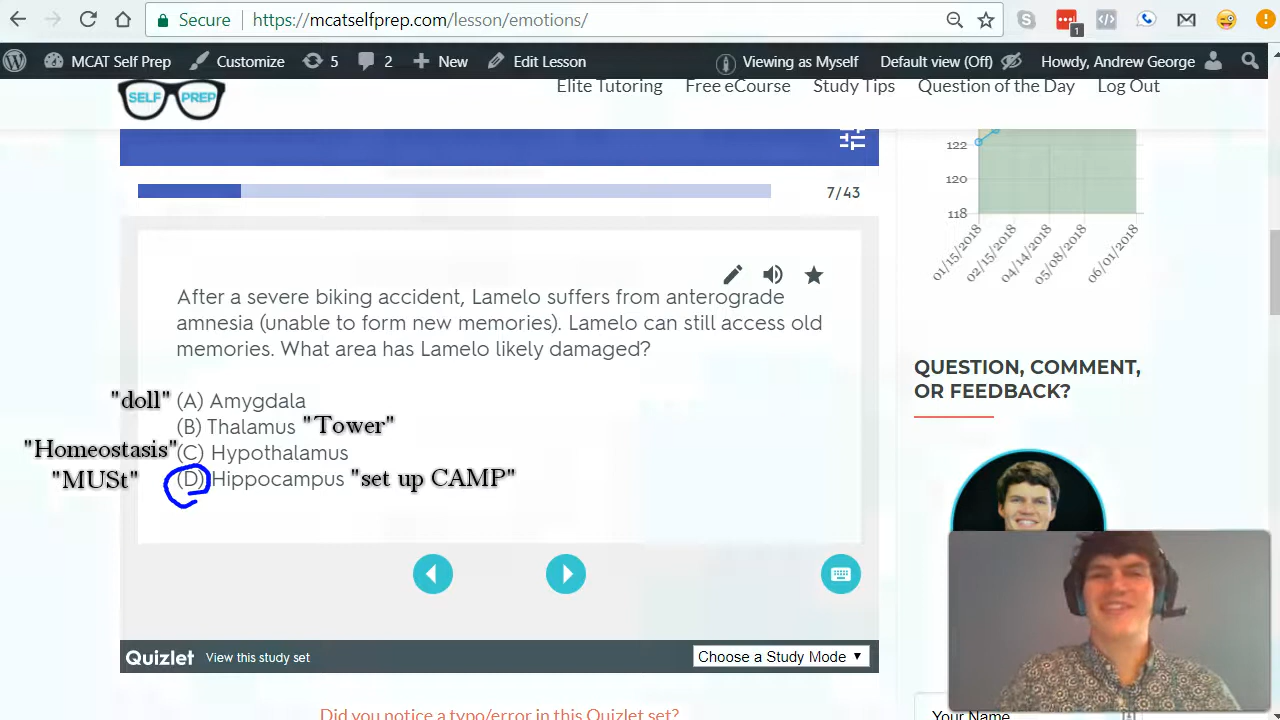 Secure
https://mcatselfprep.com/lesson/emotions/
1
MCAT Self Prep
Customize
5
2
New
Edit Lesson
Viewing as Myself
Default view (Off)
Howdy, Andrew George
SELF PREP
Elite Tutoring
Free eCourse
Study Tips
Question of the Day
Log Out
7/43
After a severe biking accident, Lamelo suffers from anterograde
amnesia (unable to form new memories). Lamelo can still access old
memories. What area has Lamelo likely damaged?
"doll" (A) Amygdala
(B) Thalamus "Tower"
"Homeostasis" (C) Hypothalamus
"MUSt" (D) Hippocampus "set up CAMP"
Quizlet
View this study set
Choose a Study Mode
Did you notice a typo/error in this Quizlet set?
122
120
118
01/15/2018
02/15/2018
04/14/2018
05/08/2018
06/01/2018
QUESTION, COMMENT,
OR FEEDBACK?
Your Name